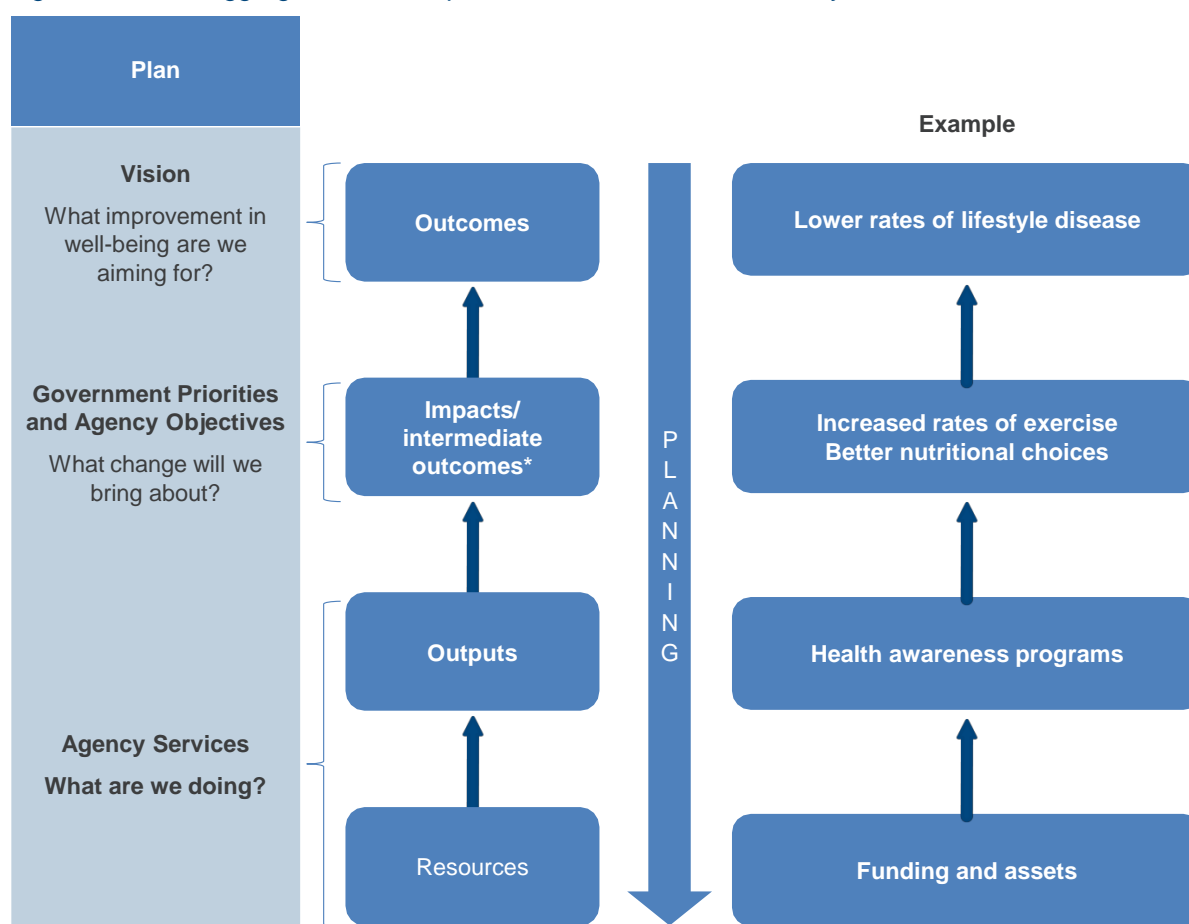 Plan
Example
Vision
What improvement in
well-being are we
aiming for?
Outcomes
Lower rates of lifestyle disease
Government Priorities
and Agency Objectives
What change will we
bring about?
Impacts/
intermediate
outcomes*
PLANNING
Increased rates of exercise
Better nutritional choices
Outputs
Health awareness programs
Agency Services
What are we doing?
Resources
Funding and assets